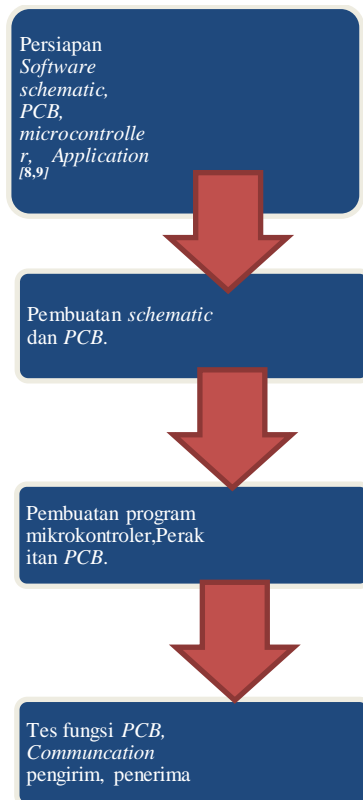 Persiapan
Software
schematic,
PCB,
microcontrolle
r, Application
[8,9]
Pembuatan schematic
dan PCB.
Pembuatan program
mikrokontroler,Perak
itan PCB.
Tes fungsi PCB,
Communcation
pengirim, penerima